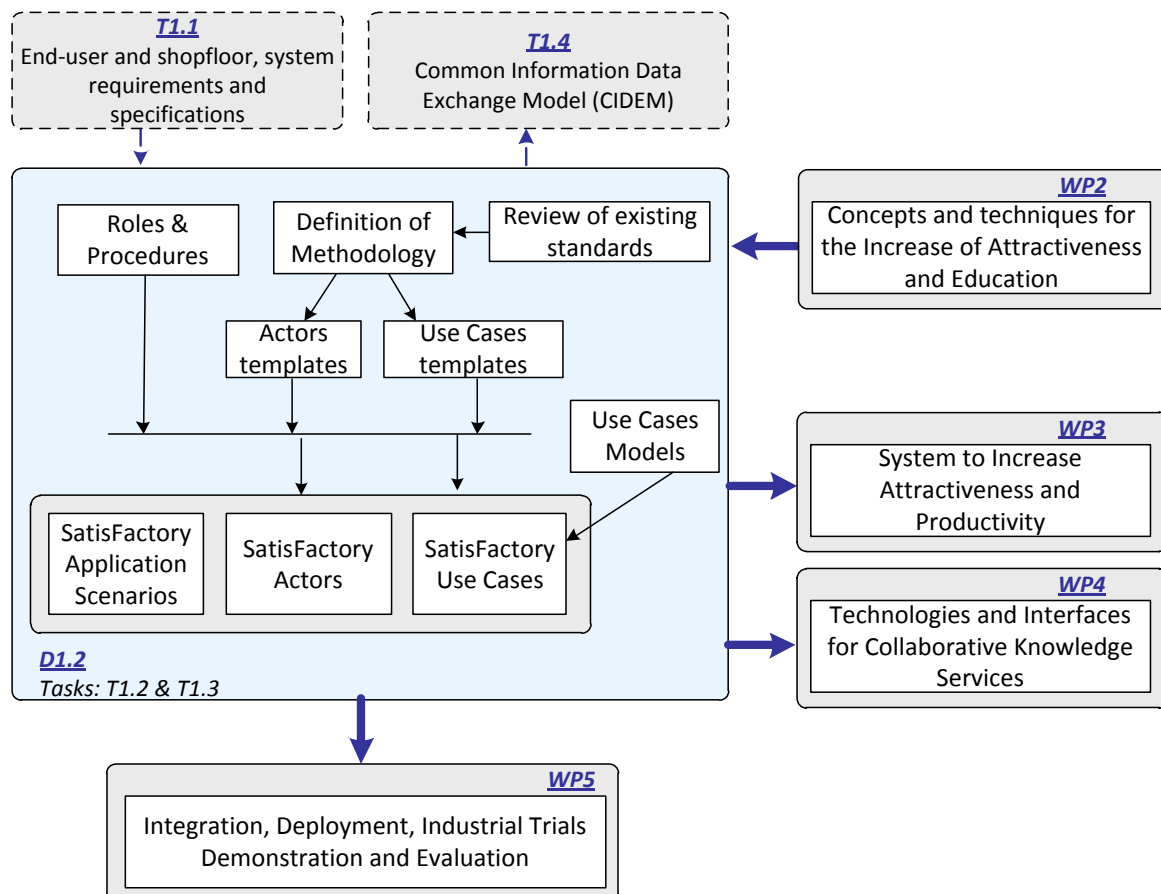 T1.1
End-user and shopfloor, system
requirements and
specifications
T1.4
Common Information Data
Exchange Model (CIDEM)
Roles &
Procedures
Definition of
Methodology
Review of existing
standards
WP2
Concepts and techniques for
the Increase of Attractiveness
and Education
Actors
templates
Use Cases
templates
Use Cases
Models
WP3
System to Increase
Attractiveness and
Productivity
SatisFactory
Application
Scenarios
SatisFactory
Actors
SatisFactory
Use Cases
WP4
Technologies and Interfaces
for Collaborative Knowledge
Services
D1.2
Tasks: T1.2 & T1.3
WP5
Integration, Deployment, Industrial Trials
Demonstration and Evaluation